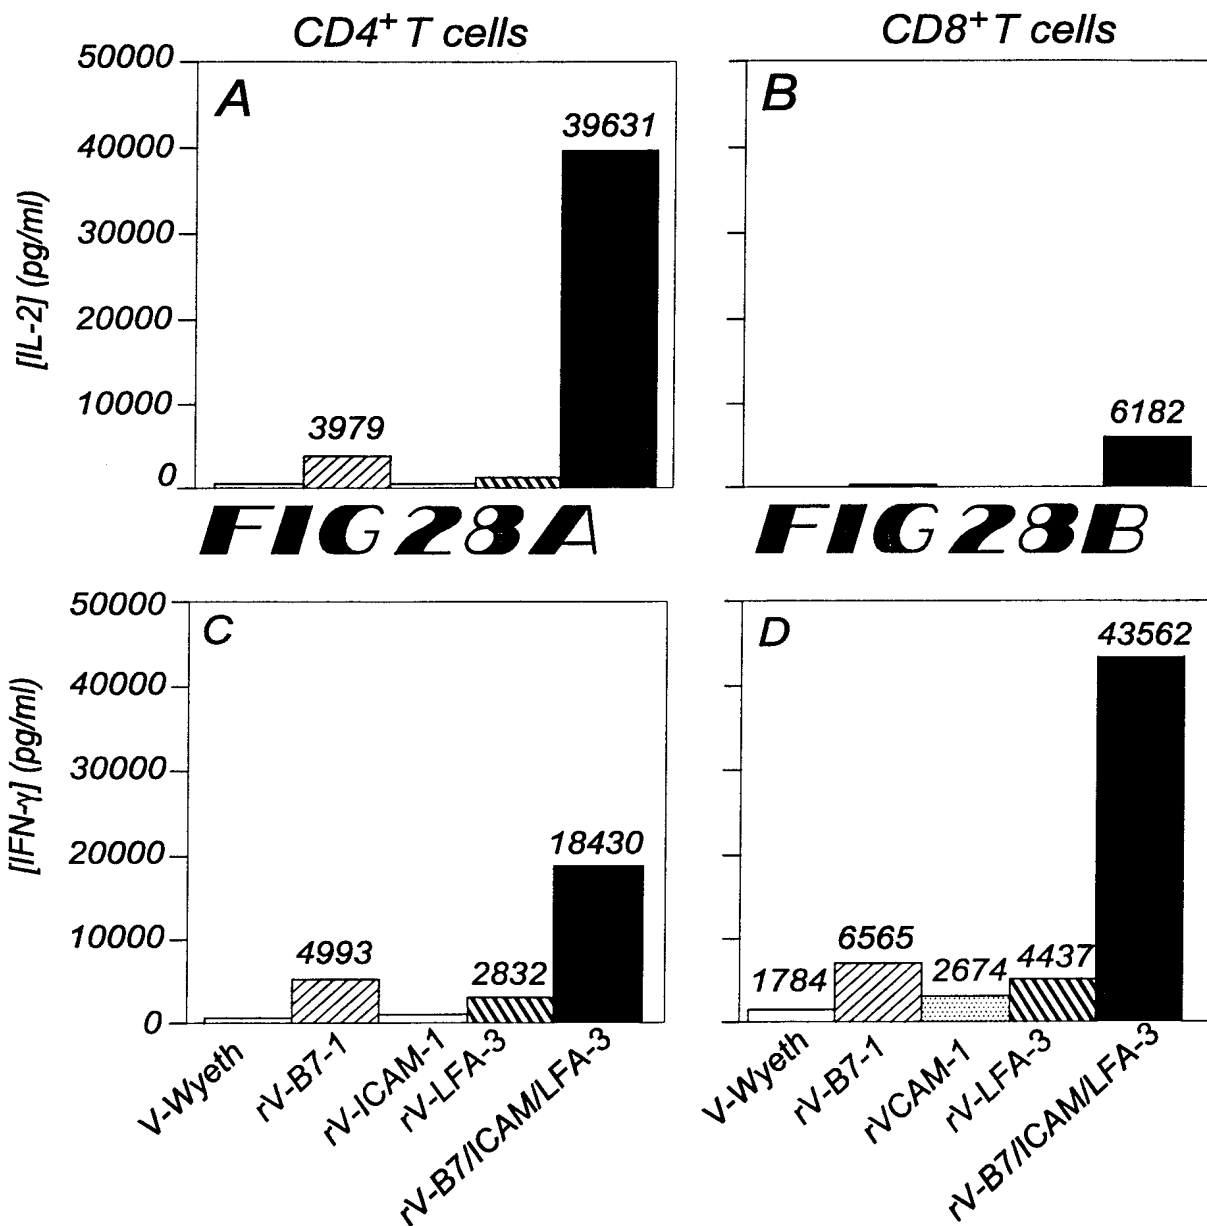 CD4+ T cells
CD8+ T cells
[IL-2] (pg/ml)
50000
40000
30000
20000
10000
0
A
3979
39631
B
6182
FIG 28A
FIG 28B
[IFN-γ] (pg/ml)
50000
40000
30000
20000
10000
0
C
4993
2832
18430
D
1784
6565
2674
4437
43562
V-Wyeth
rV-B7-1
rV-ICAM-1
rV-LFA-3
rV-B7/ICAM/LFA-3
V-Wyeth
rV-B7-1
rVCAM-1
rV-LFA-3
rV-B7/ICAM/LFA-3